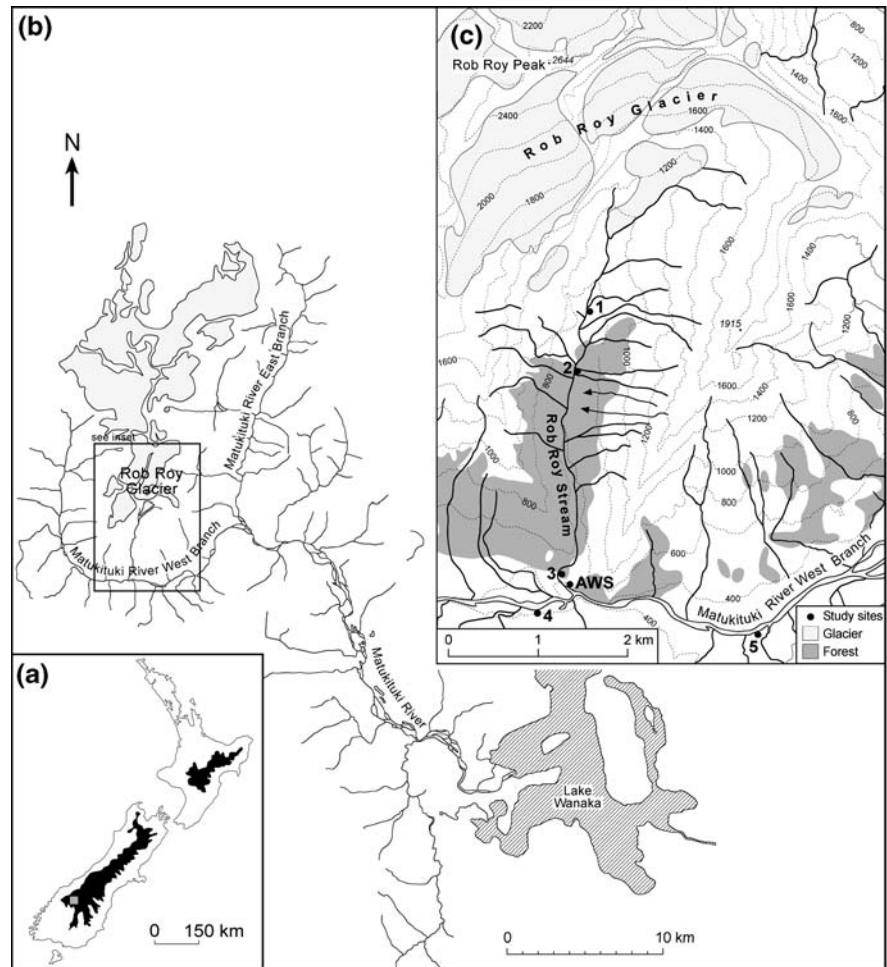 (b)
N
see inset
Rob Roy
Glacier
Matukituki River East Branch
Matukituki River West Branch
Matukituki River
Lake
Wanaka
0 10 km
(a)
0 150 km
(c)
2200
Rob Roy Peak
2644
2400
Rob Roy Glacier
1600
1400
1200
2000
1800
800
1200
1400
1600
1600
1400
1600
1200
1
1915
1600
1000
2
800
1600
1400
1200
800
1200
1000
Rob Roy Stream
800
1000
800
600
3
AWS
400
400
4
Matukituki River West Branch
5
0 1 2 km
Study sites
Glacier
Forest